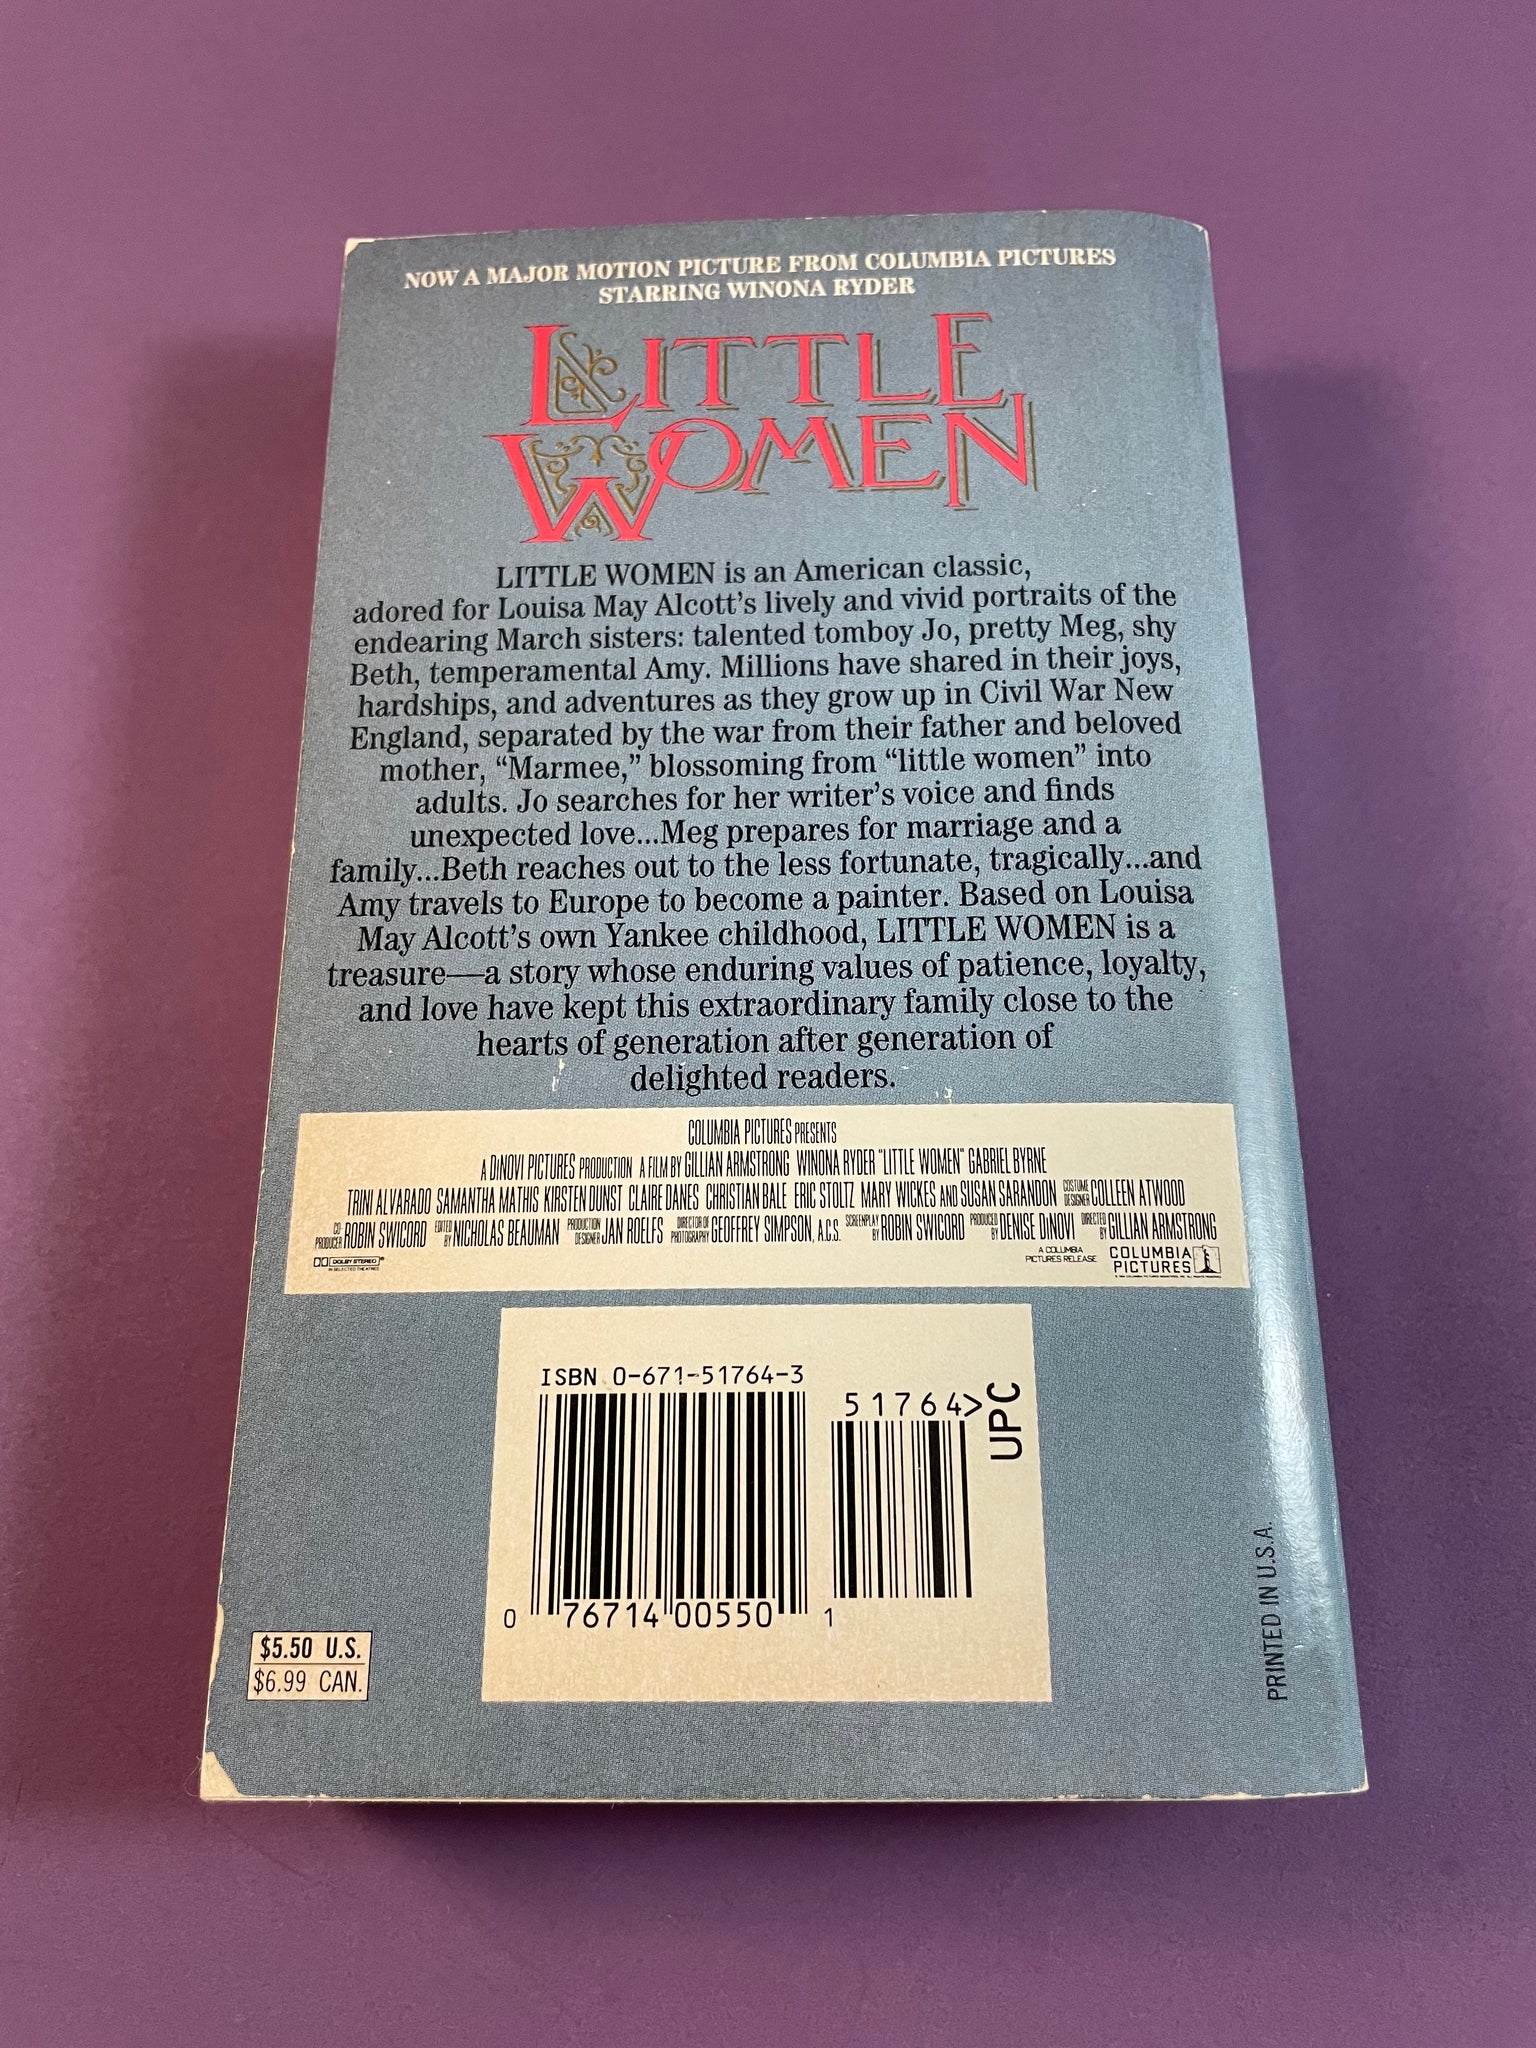 NOW A MAJOR MOTION PICTURE FROM COLUMBIA PICTURES
STARRING WINONA RYDER
LITTLE
WOMEN
LITTLE WOMEN is an American classic,
adored for Louisa May Alcott's lively and vivid portraits of the
endearing March sisters: talented tomboy Jo, pretty Meg, shy
Beth, temperamental Amy. Millions have shared in their joys,
hardships, and adventures as they grow up in Civil War New
England, separated by the war from their father and beloved
mother, “Marmee,” blossoming from “little women” into
adults. Jo searches for her writer's voice and finds
unexpected love...Meg prepares for marriage and a
family...Beth reaches out to the less fortunate, tragically...and
Amy travels to Europe to become a painter. Based on Louisa
May Alcott's own Yankee childhood, LITTLE WOMEN is a
treasure—a story whose enduring values of patience, loyalty,
and love have kept this extraordinary family close to the
hearts of generation after generation of
delighted readers.
COLUMBIA PICTURES PRESENTS
A DiNOVI PICTURES PRODUCTION A FILM BY GILLIAN ARMSTRONG WINONA RYDER "LITTLE WOMEN" GABRIEL BYRNE
TRINI ALVARADO SAMANTHA MATHIS KIRSTEN DUNST CLAIRE DANES CHRISTIAN BALE ERIC STOLTZ MARY WICKES AND SUSAN SARANDON COSTUME DESIGNER COLLEEN ATWOOD
CO-PRODUCER ROBIN SWICORD EDITED BY NICHOLAS BEAUMAN PRODUCTION DESIGNER JAN ROELFS DIRECTOR OF PHOTOGRAPHY GEOFFREY SIMPSON, A.C.S. SCREENPLAY BY ROBIN SWICORD PRODUCED BY DENISE DiNOVI DIRECTED BY GILLIAN ARMSTRONG
DOLBY STEREO
IN SELECTED THEATRES
A COLUMBIA
PICTURES RELEASE
COLUMBIA
PICTURES
ISBN 0-671-51764-3
51764>
UPC
0 76714 00550 1
$5.50 U.S.
$6.99 CAN.
PRINTED IN U.S.A.